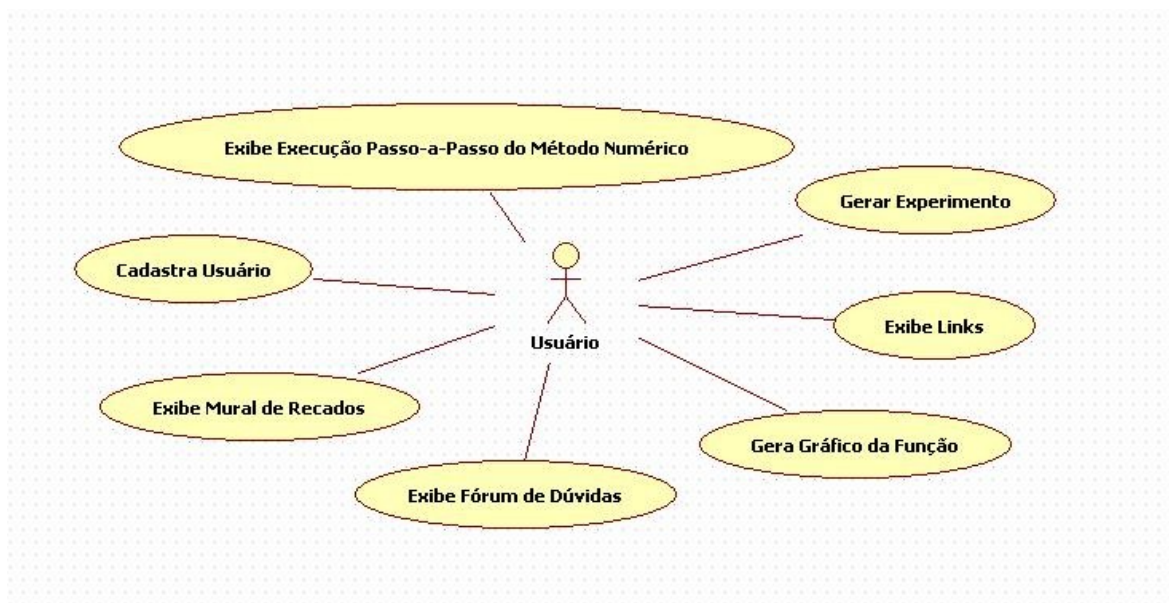 Exibe Execução Passo-a-Passo do Método Numérico
Gerar Experimento
Cadastra Usuário
Exibe Links
Usuário
Exibe Mural de Recados
Gera Gráfico da Função
Exibe Fórum de Dúvidas